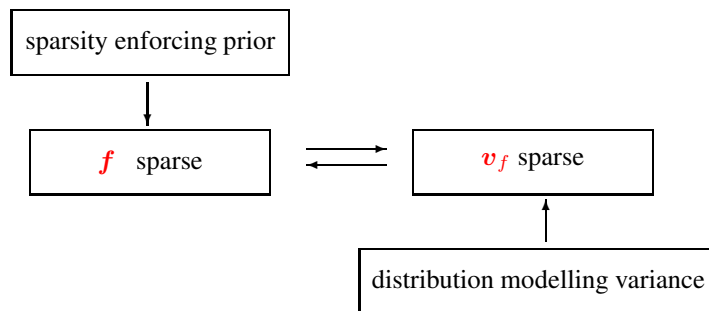 sparsity enforcing prior
f sparse
v_f sparse
distribution modelling variance